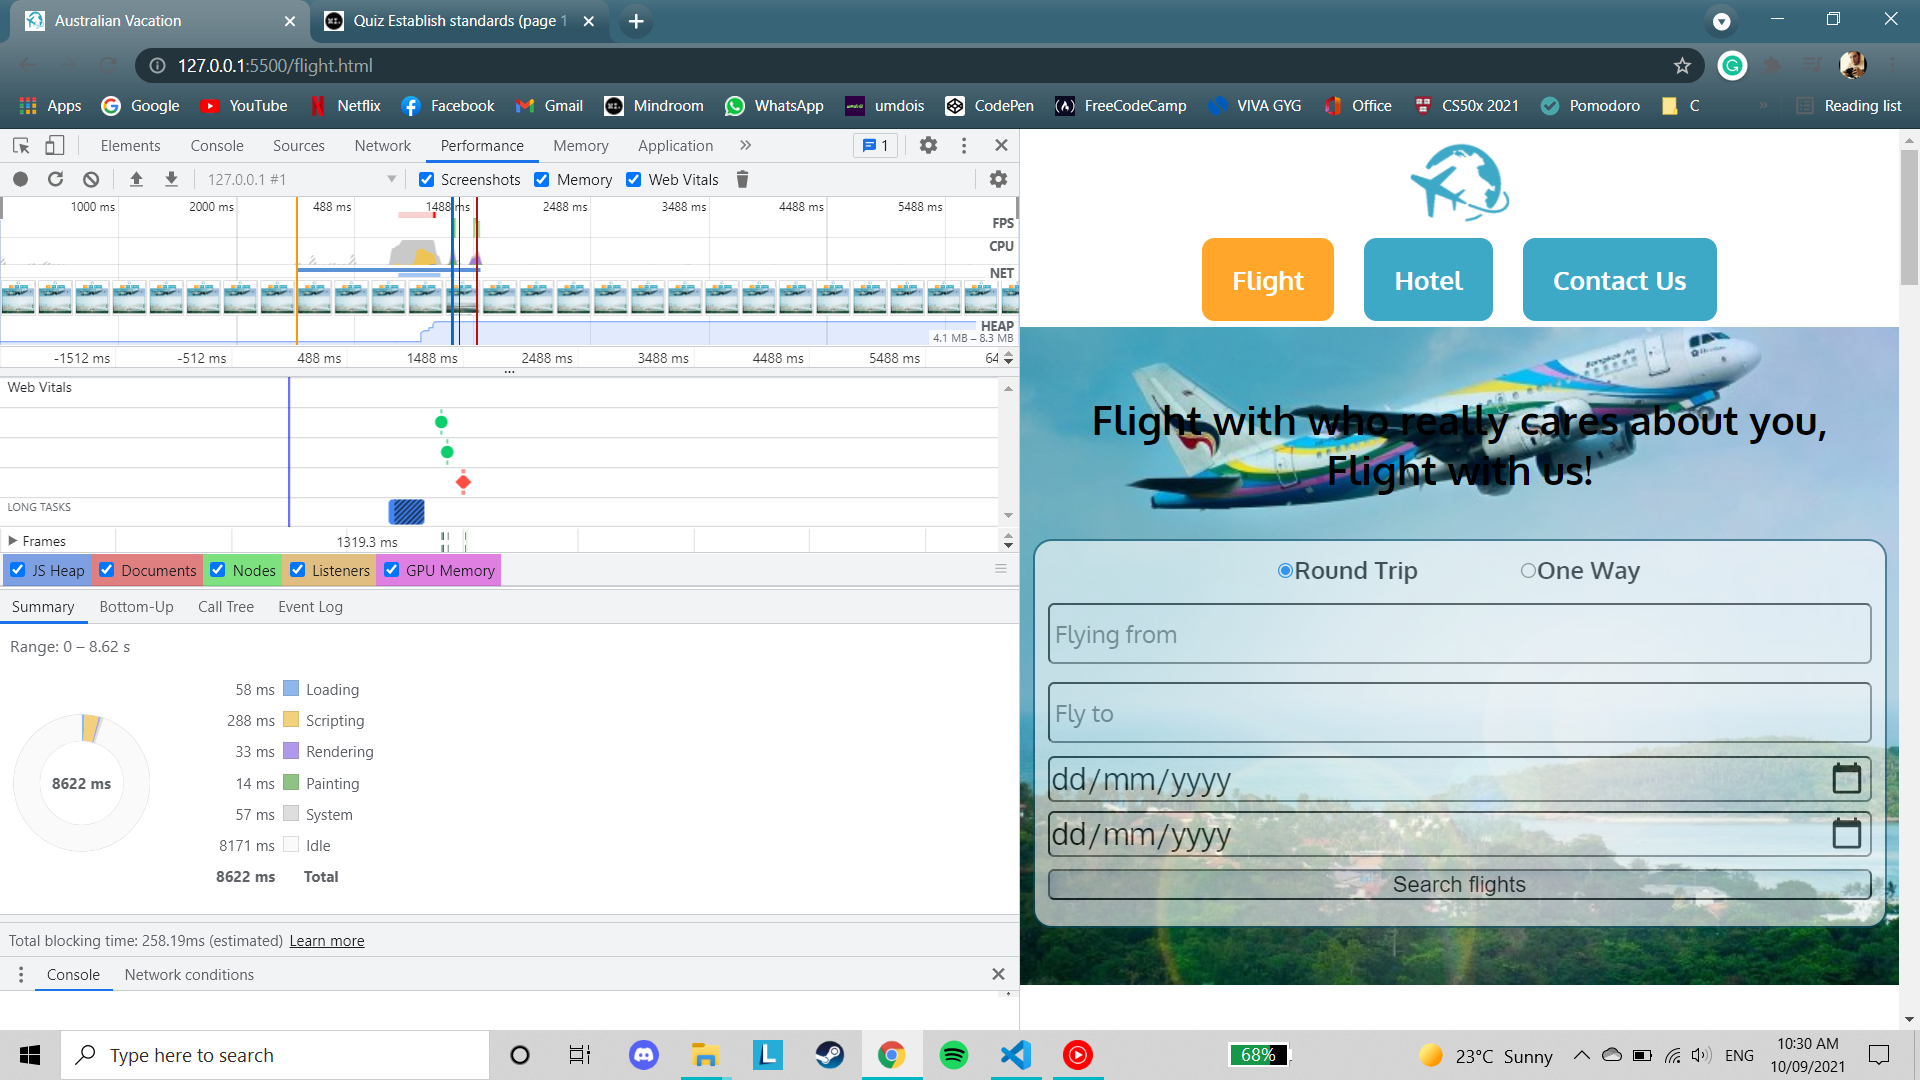 Australian Vacation
Quiz Establish standards (page 1
127.0.0.1:5500/flight.html
Apps Google YouTube Netflix Facebook Gmail Mindroom WhatsApp umdois CodePen FreeCodeCamp VIVA GYG Office CS50x 2021 Pomodoro C » Reading list
Elements Console Sources Network Performance Memory Application » 1
127.0.0.1 #1 Screenshots Memory Web Vitals
1000 ms 2000 ms 488 ms 1488 ms 2488 ms 3488 ms 4488 ms 5488 ms
FPS
CPU
NET
HEAP
4.1 MB – 8.3 MB
-1512 ms -512 ms 488 ms 1488 ms 2488 ms 3488 ms 4488 ms 5488 ms 64
...
Web Vitals
LONG TASKS
Frames 1319.3 ms
JS Heap Documents Nodes Listeners GPU Memory
Summary Bottom-Up Call Tree Event Log
Range: 0 – 8.62 s
58 ms Loading
288 ms Scripting
33 ms Rendering
14 ms Painting
57 ms System
8171 ms Idle
8622 ms Total
8622 ms
Total blocking time: 258.19ms (estimated) Learn more
Console Network conditions
Flight Hotel Contact Us
Bangkok Air
Flight with who really cares about you,
Flight with us!
Round Trip One Way
Flying from
Fly to
dd/mm/yyyy
dd/mm/yyyy
Search flights
Type here to search
L
68%
23°C Sunny
ENG
10:30 AM
10/09/2021